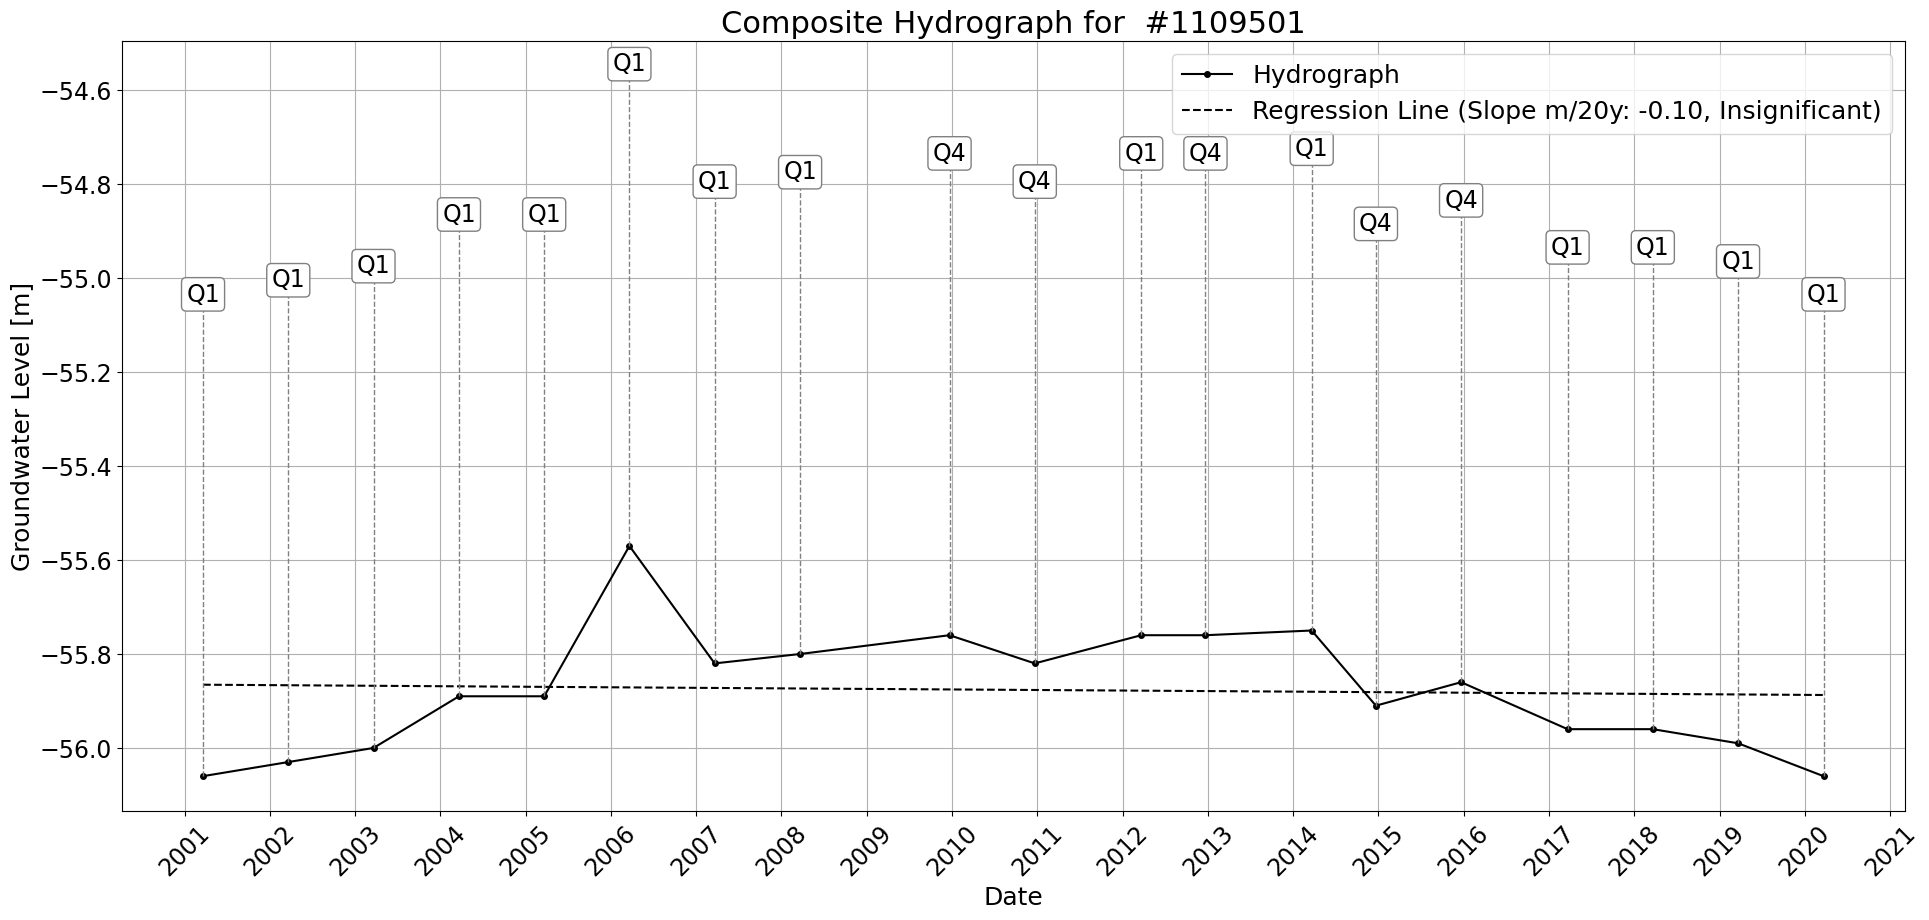 Composite Hydrograph for  #1109501
Hydrograph
Regression Line (Slope m/20y: -0.10, Insignificant)
Groundwater Level [m]
−54.6
−54.8
−55.0
−55.2
−55.4
−55.6
−55.8
−56.0
Q1
Q1
Q1
Q1
Q1
Q1
Q1
Q1
Q4
Q4
Q1
Q4
Q1
Q4
Q4
Q1
Q1
Q1
Q1
2001
2002
2003
2004
2005
2006
2007
2008
2009
2010
2011
2012
2013
2014
2015
2016
2017
2018
2019
2020
2021
Date